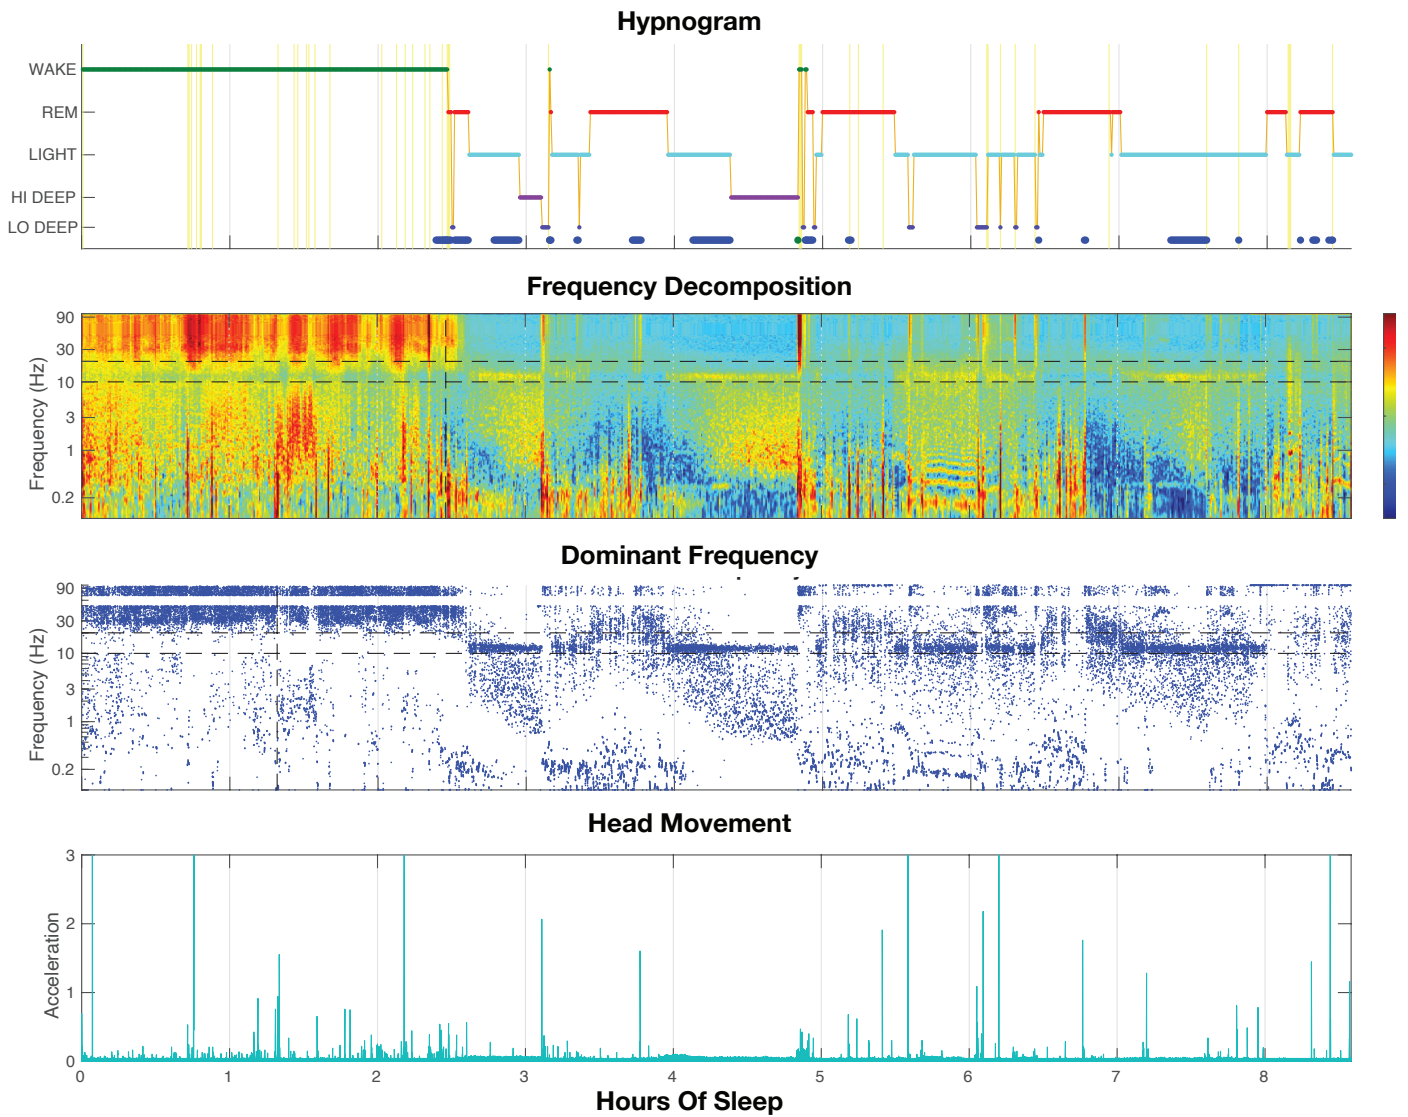 Hypnogram
WAKE
REM
LIGHT
HI DEEP
LO DEEP
Frequency Decomposition
90
30
10
3
1
0.2
Frequency (Hz)
Dominant Frequency
90
30
10
3
1
0.2
Frequency (Hz)
Head Movement
3
2
1
0
Acceleration
0 1 2 3 4 5 6 7 8
Hours Of Sleep